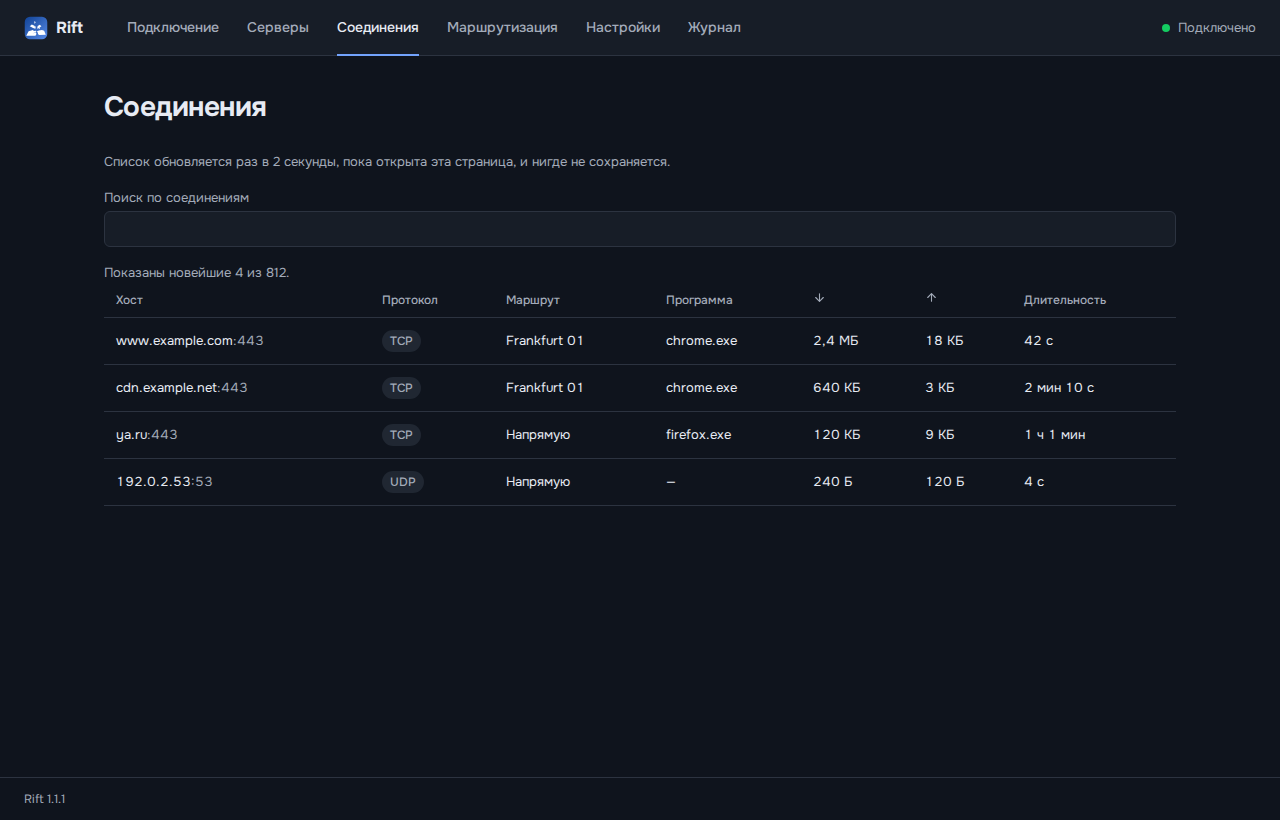 Rift Подключение Серверы Соединения Маршрутизация Настройки Журнал Подключено
Соединения
Список обновляется раз в 2 секунды, пока открыта эта страница, и нигде не сохраняется.
Поиск по соединениям
Показаны новейшие 4 из 812.
Хост Протокол Маршрут Программа ↓ ↑ Длительность
www.example.com:443 TCP Frankfurt 01 chrome.exe 2,4 МБ 18 КБ 42 с
cdn.example.net:443 TCP Frankfurt 01 chrome.exe 640 КБ 3 КБ 2 мин 10 с
ya.ru:443 TCP Напрямую firefox.exe 120 КБ 9 КБ 1 ч 1 мин
192.0.2.53:53 UDP Напрямую — 240 Б 120 Б 4 с
Rift 1.1.1